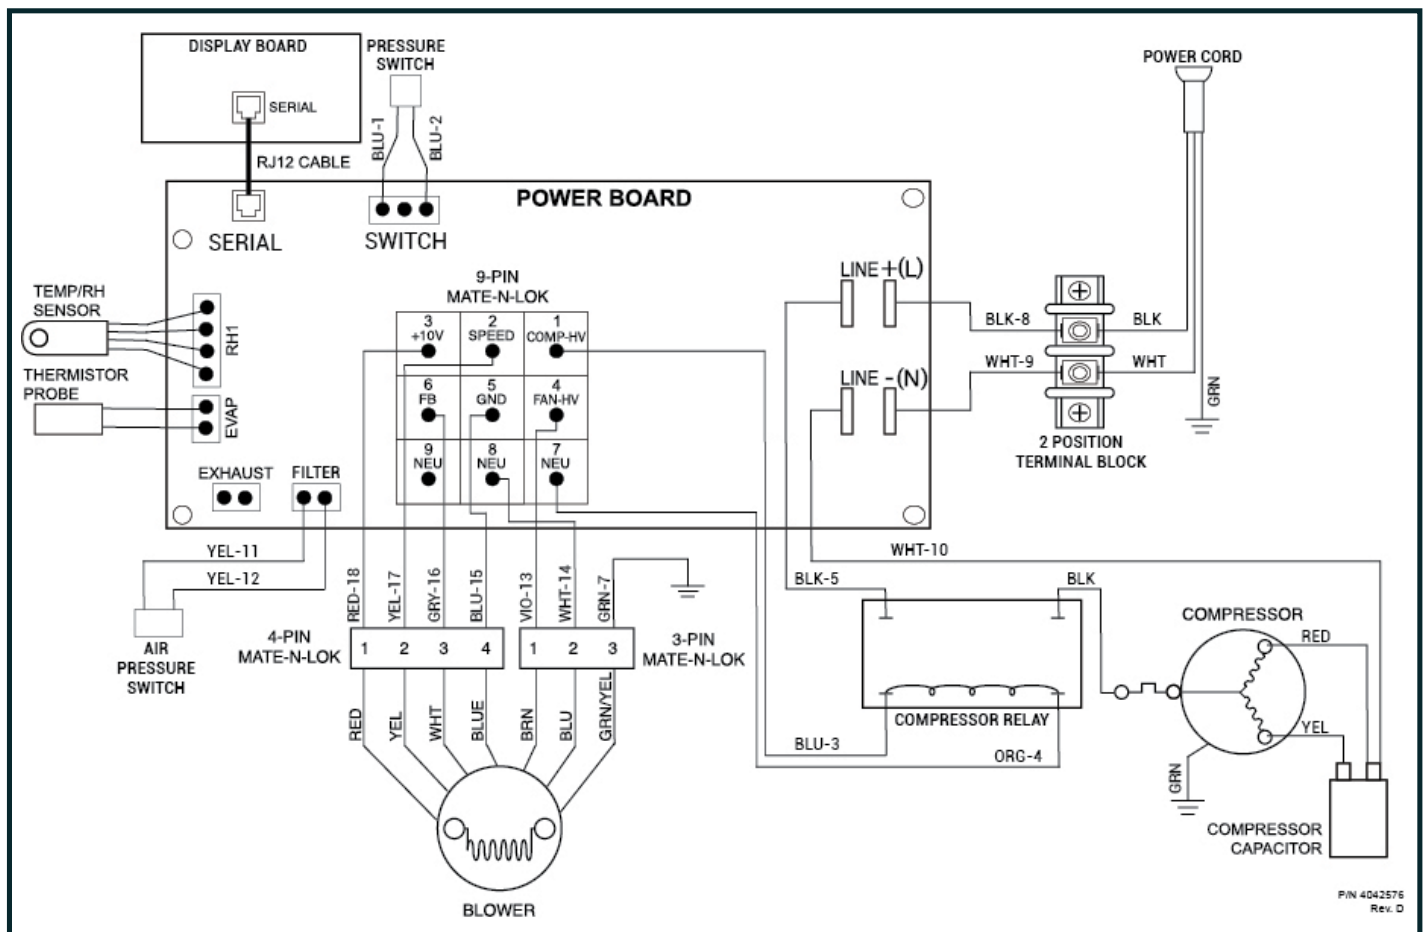 DISPLAY BOARD
SERIAL
RJ12 CABLE
PRESSURE
SWITCH
BLU-1
BLU-2
POWER CORD
POWER BOARD
SERIAL
SWITCH
TEMP/RH
SENSOR
RH1
THERMISTOR
PROBE
EVAP
EXHAUST
FILTER
9-PIN
MATE-N-LOK
3
+10V
2
SPEED
1
COMP-HV
6
FB
5
GND
4
FAN-HV
9
NEU
8
NEU
7
NEU
LINE +(L)
LINE -(N)
BLK-8
BLK
WHT-9
WHT
GRN
2 POSITION
TERMINAL BLOCK
YEL-11
YEL-12
AIR
PRESSURE
SWITCH
RED-18
YEL-17
GRY-16
BLU-15
VIO-13
WHT-14
GRN-7
4-PIN
MATE-N-LOK
1 2 3 4
1 2 3
3-PIN
MATE-N-LOK
RED
YEL
WHT
BLUE
BRN
BLU
GRN/YEL
BLOWER
WHT-10
BLK-5
BLK
COMPRESSOR RELAY
BLU-3
ORG-4
COMPRESSOR
RED
YEL
GRN
COMPRESSOR
CAPACITOR
P/N 4042576
Rev. D